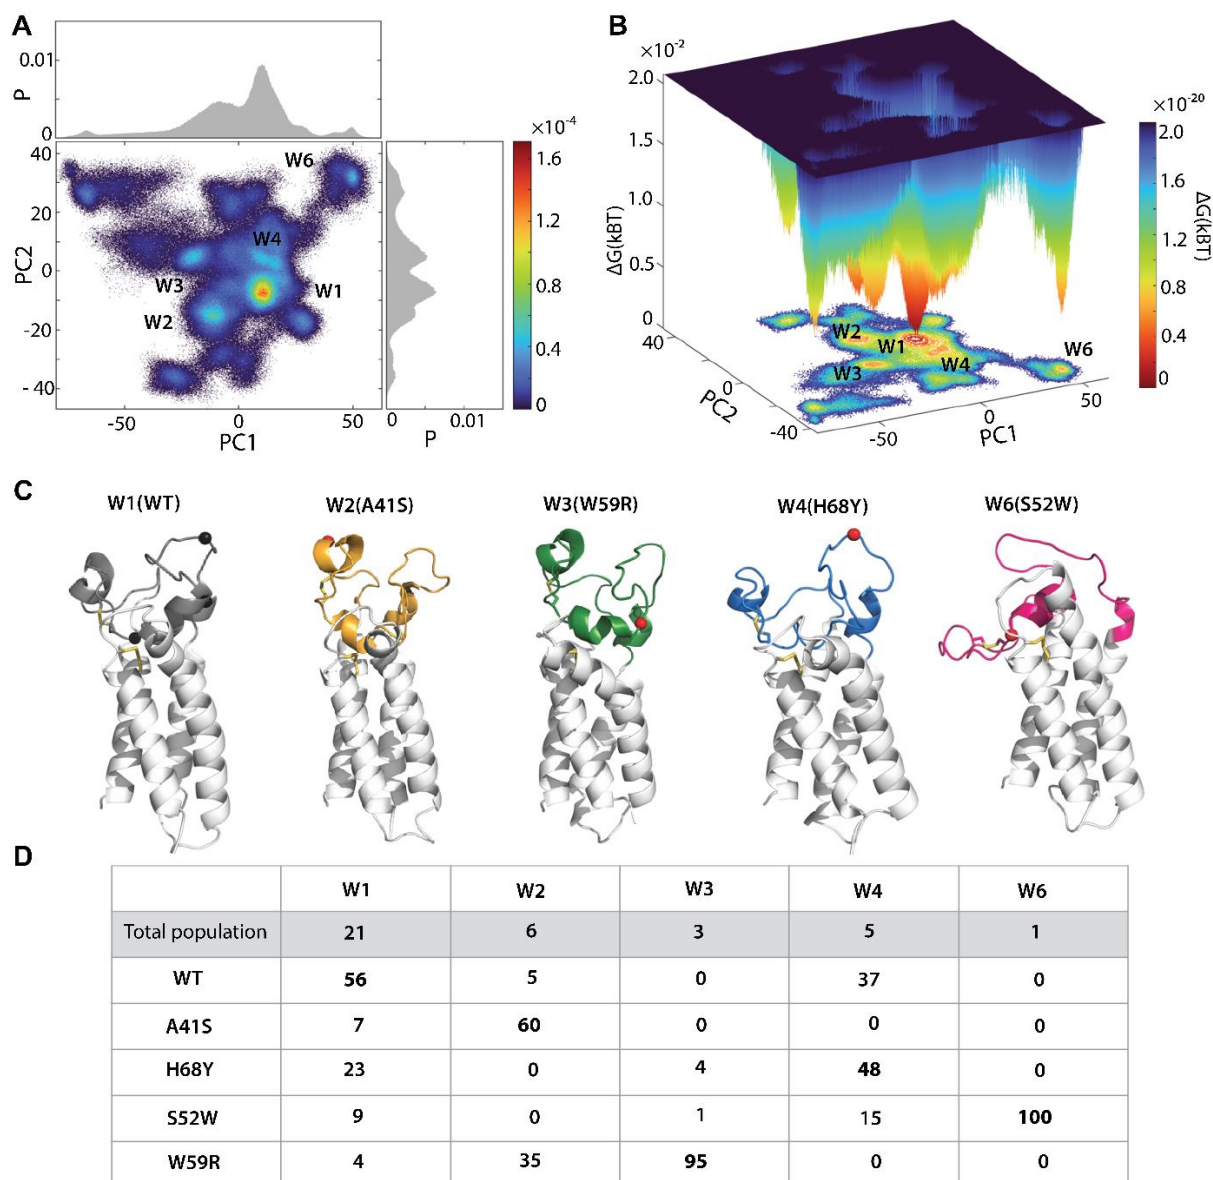 A
0.01
P
0
×10⁻⁴
1.6
1.2
0.8
0.4
0
40
20
0
-20
-40
PC2
W6
W4
W3
W1
W2
-50 0 50
PC1
0 0.01
P
B
×10⁻²
2.0
1.5
1.0
0.5
0
ΔG(kBT)
40
0
-40
PC2
-50
0
50
PC1
W2
W1
W3
W4
W6
×10⁻²⁰
2.0
1.6
1.2
0.8
0.4
0
ΔG(kBT)
C
W1(WT) W2(A41S) W3(W59R) W4(H68Y) W6(S52W)
D
W1 W2 W3 W4 W6
Total population 21 6 3 5 1
WT 56 5 0 37 0
A41S 7 60 0 0 0
H68Y 23 0 4 48 0
S52W 9 0 1 15 100
W59R 4 35 95 0 0